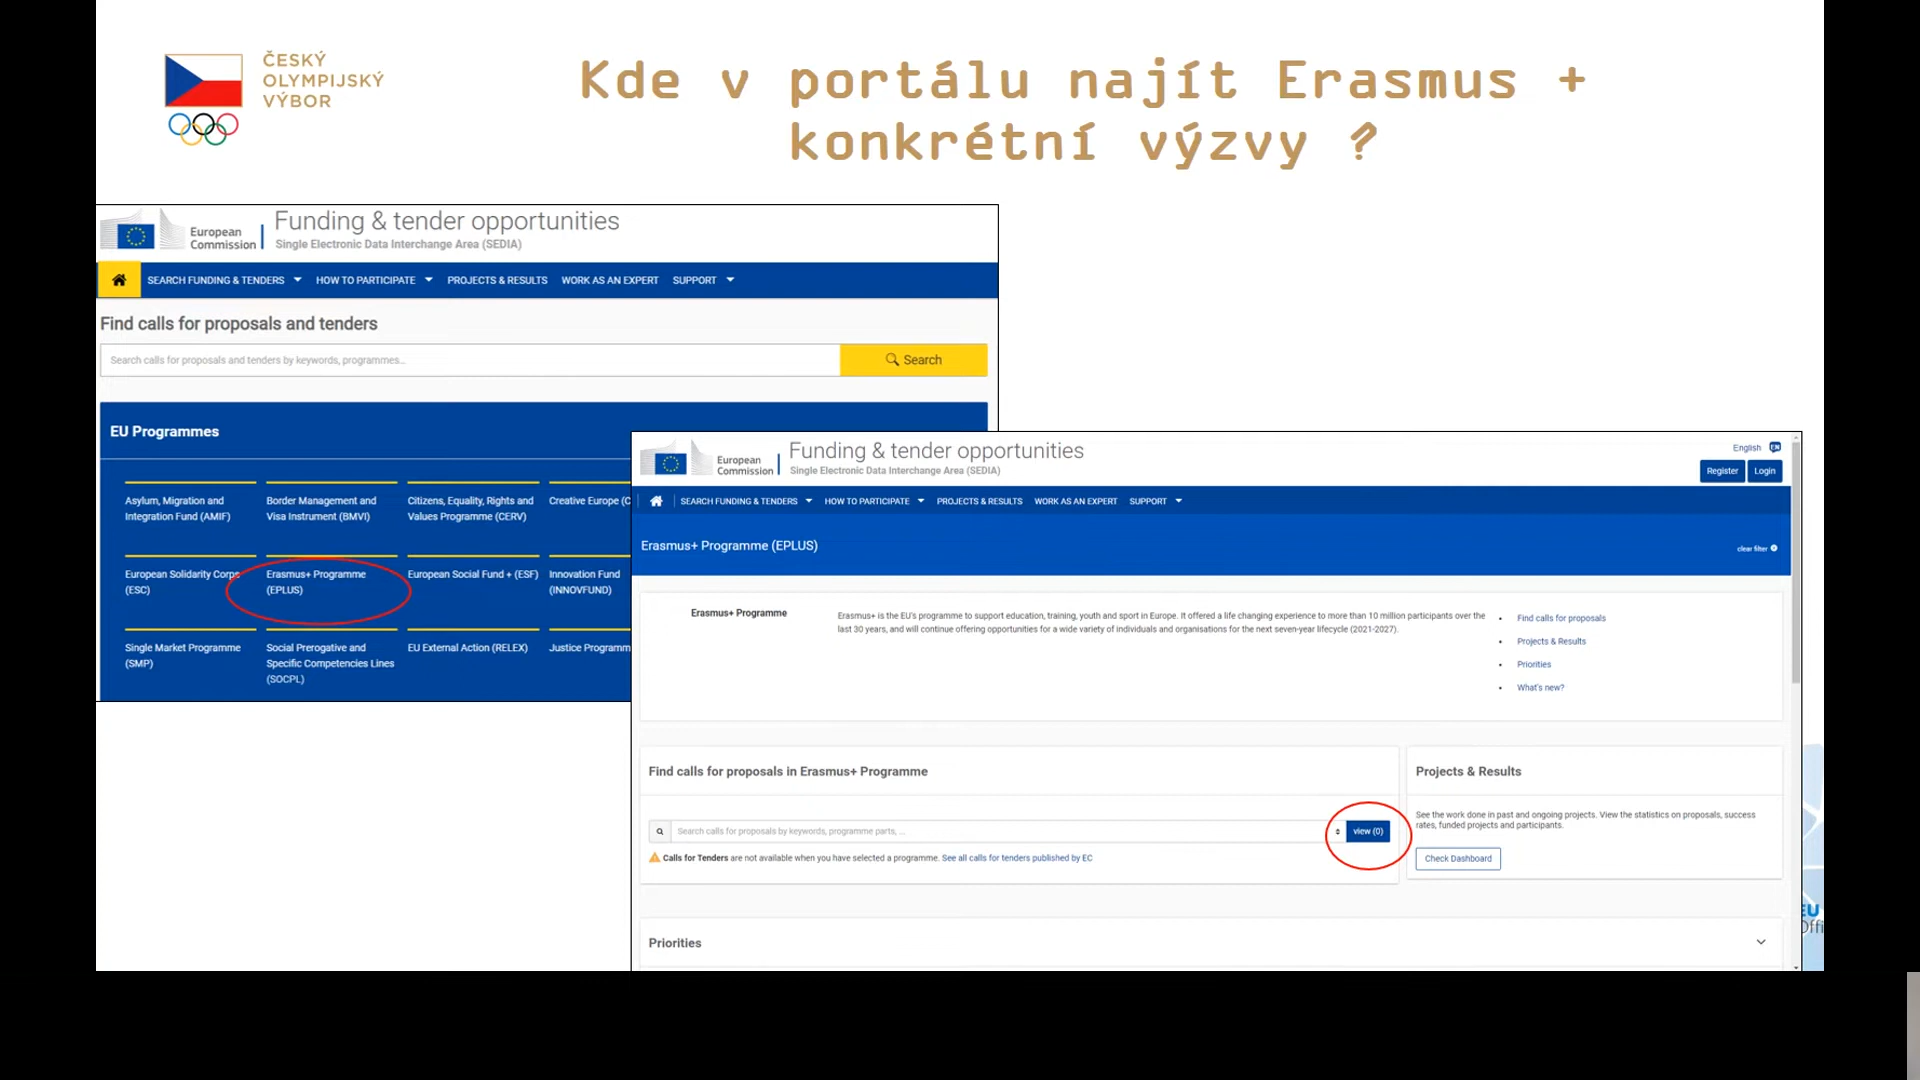 ČESKÝ
OLYMPIJSKÝ
VÝBOR
Kde v portálu najít Erasmus +
konkrétní výzvy ?
European
Commission
Funding & tender opportunities
Single Electronic Data Interchange Area (SEDIA)
SEARCH FUNDING & TENDERS HOW TO PARTICIPATE PROJECTS & RESULTS WORK AS AN EXPERT SUPPORT
Find calls for proposals and tenders
Search calls for proposals and tenders by keywords, programmes...
Search
EU Programmes
Asylum, Migration and
Integration Fund (AMIF)
Border Management and
Visa Instrument (BMVI)
Citizens, Equality, Rights and
Values Programme (CERV)
Creative Europe (C
European Solidarity Corps
(ESC)
Erasmus+ Programme
(EPLUS)
European Social Fund + (ESF)
Innovation Fund
(INNOVFUND)
Single Market Programme
(SMP)
Social Prerogative and
Specific Competencies Lines
(SOCPL)
EU External Action (RELEX)
Justice Programm
European
Commission
Funding & tender opportunities
Single Electronic Data Interchange Area (SEDIA)
English EN
Register Login
SEARCH FUNDING & TENDERS HOW TO PARTICIPATE PROJECTS & RESULTS WORK AS AN EXPERT SUPPORT
Erasmus+ Programme (EPLUS)
clear filter
Erasmus+ Programme
Erasmus+ is the EU's programme to support education, training, youth and sport in Europe. It offered a life changing experience to more than 10 million participants over the
last 30 years, and will continue offering opportunities for a wide variety of individuals and organisations for the next seven-year lifecycle (2021-2027).
• Find calls for proposals
• Projects & Results
• Priorities
• What's new?
Find calls for proposals in Erasmus+ Programme
Search calls for proposals by keywords, programme parts, ...
view (0)
Calls for Tenders are not available when you have selected a programme. See all calls for tenders published by EC
Projects & Results
See the work done in past and ongoing projects. View the statistics on proposals, success
rates, funded projects and participants.
Check Dashboard
Priorities
EU
Offi